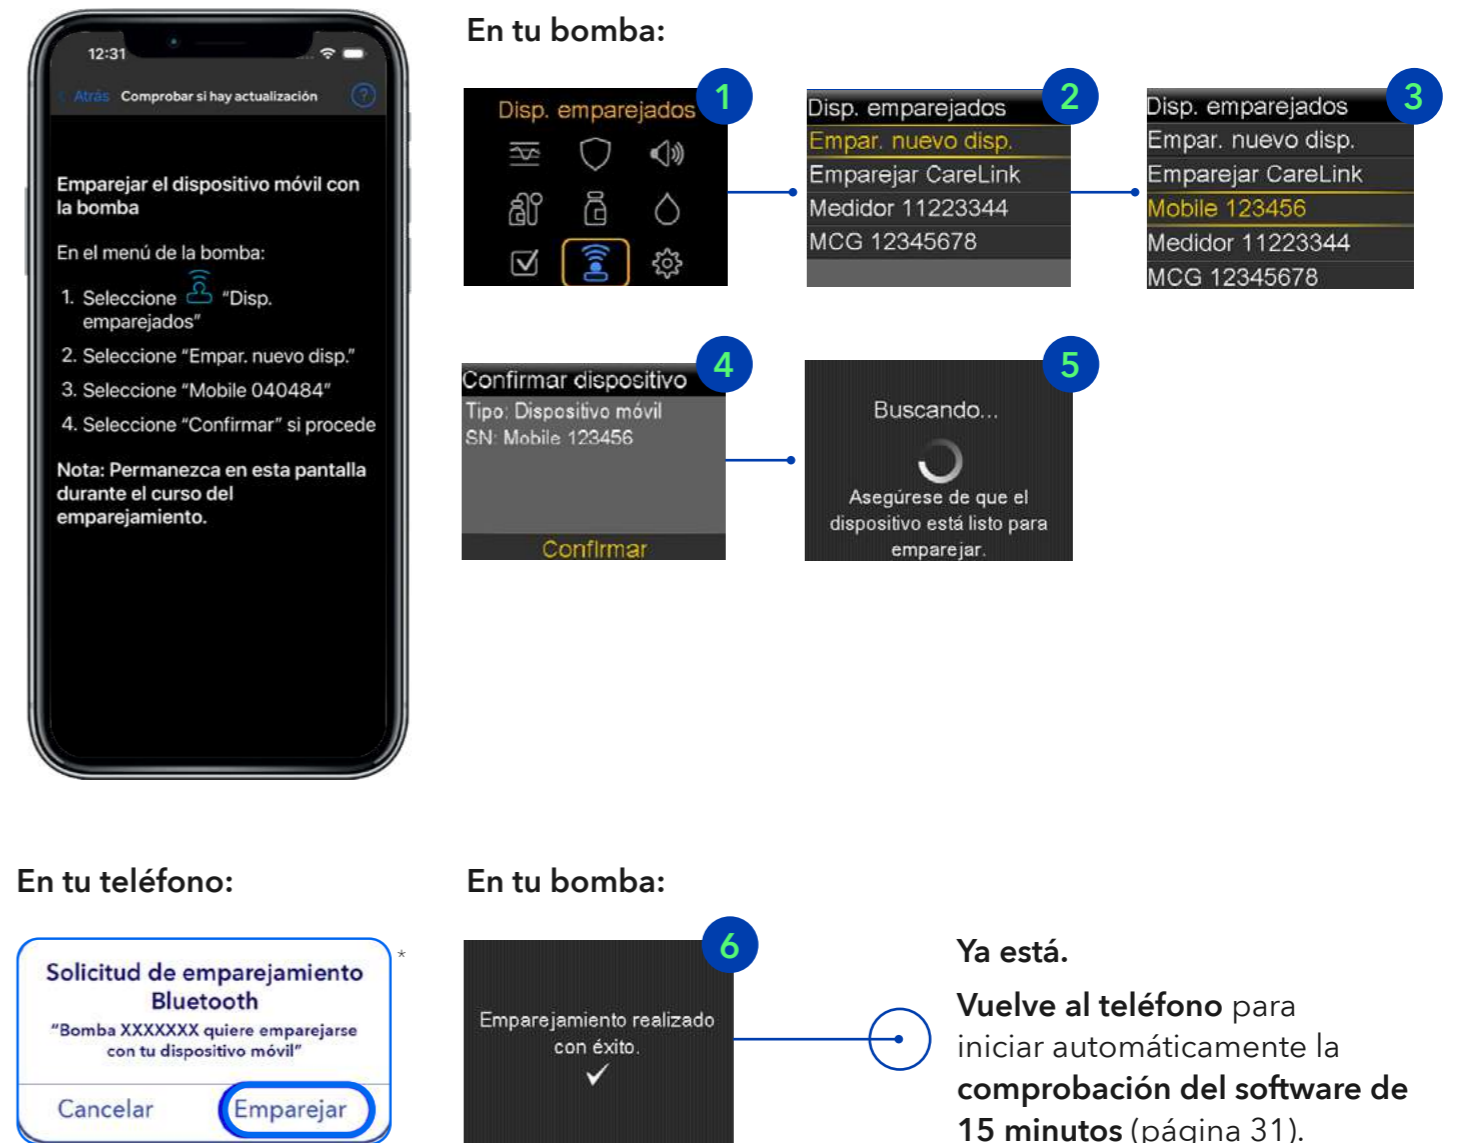 12:31
Atrás Comprobar si hay actualización ?
Emparejar el dispositivo móvil con
la bomba
En el menú de la bomba:
1. Seleccione "Disp.
emparejados"
2. Seleccione "Empar. nuevo disp."
3. Seleccione "Mobile 040484"
4. Seleccione "Confirmar" si procede
Nota: Permanezca en esta pantalla
durante el curso del
emparejamiento.
En tu bomba:
1
Disp. emparejados
2
Disp. emparejados
Empar. nuevo disp.
Emparejar CareLink
Medidor 11223344
MCG 12345678
3
Disp. emparejados
Empar. nuevo disp.
Emparejar CareLink
Mobile 123456
Medidor 11223344
MCG 12345678
4
Confirmar dispositivo
Tipo: Dispositivo móvil
SN: Mobile 123456
Confirmar
5
Buscando...
Asegúrese de que el
dispositivo está listo para
emparejar.
En tu teléfono:
Solicitud de emparejamiento
Bluetooth
"Bomba XXXXXXX quiere emparejarse
con tu dispositivo móvil"
Cancelar Emparejar
*
En tu bomba:
6
Emparejamiento realizado
con éxito.
Ya está.
Vuelve al teléfono para
iniciar automáticamente la
comprobación del software de
15 minutos (página 31).